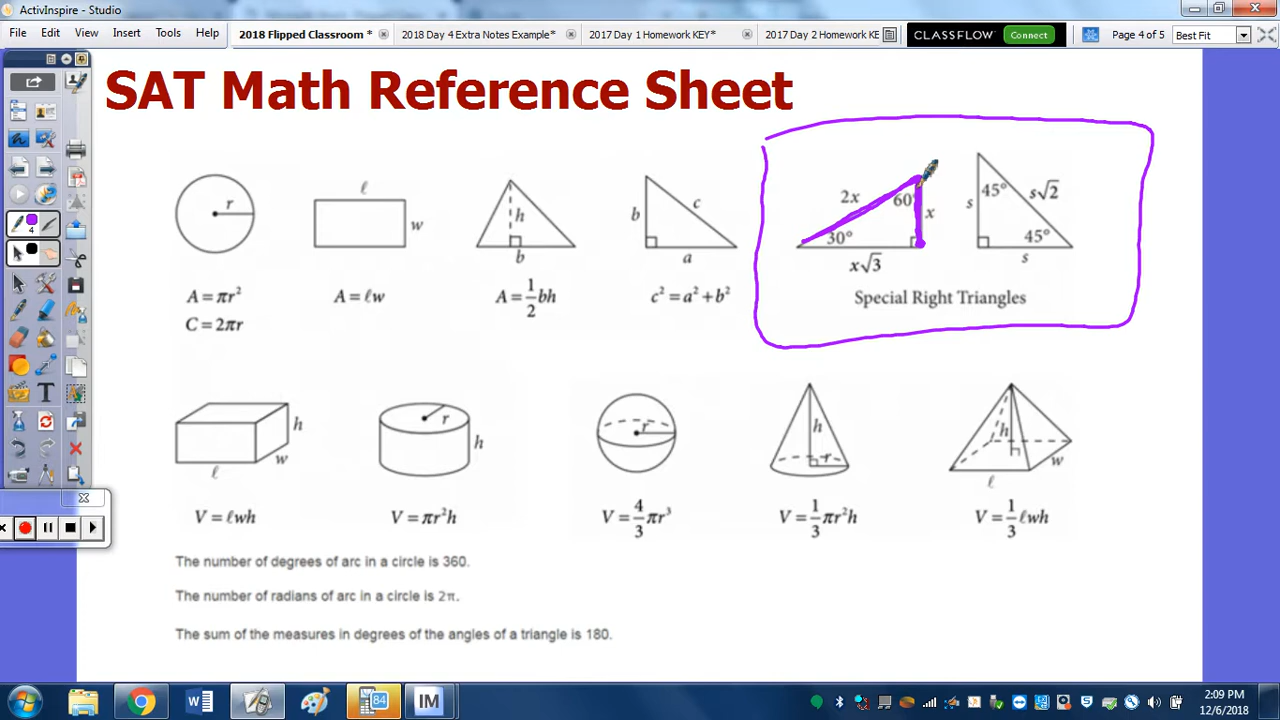 ActivInspire - Studio
File Edit View Insert Tools Help
2018 Flipped Classroom *
2018 Day 4 Extra Notes Example*
2017 Day 1 Homework KEY*
2017 Day 2 Homework KE
CLASSFLOW
Connect
Page 4 of 5
Best Fit
SAT Math Reference Sheet
r
A = πr²
C = 2πr
ℓ
w
A = ℓw
h
b
A = 1/2 bh
b
c
a
c² = a² + b²
2x
60°
x
30°
x√3
45°
s√2
s
45°
s
Special Right Triangles
h
w
ℓ
V = ℓwh
r
h
V = πr²h
r
V = 4/3 πr³
h
r
V = 1/3 πr²h
h
w
ℓ
V = 1/3 ℓwh
The number of degrees of arc in a circle is 360.
The number of radians of arc in a circle is 2π.
The sum of the measures in degrees of the angles of a triangle is 180.
4
T
W
84
IM
2:09 PM
12/6/2018